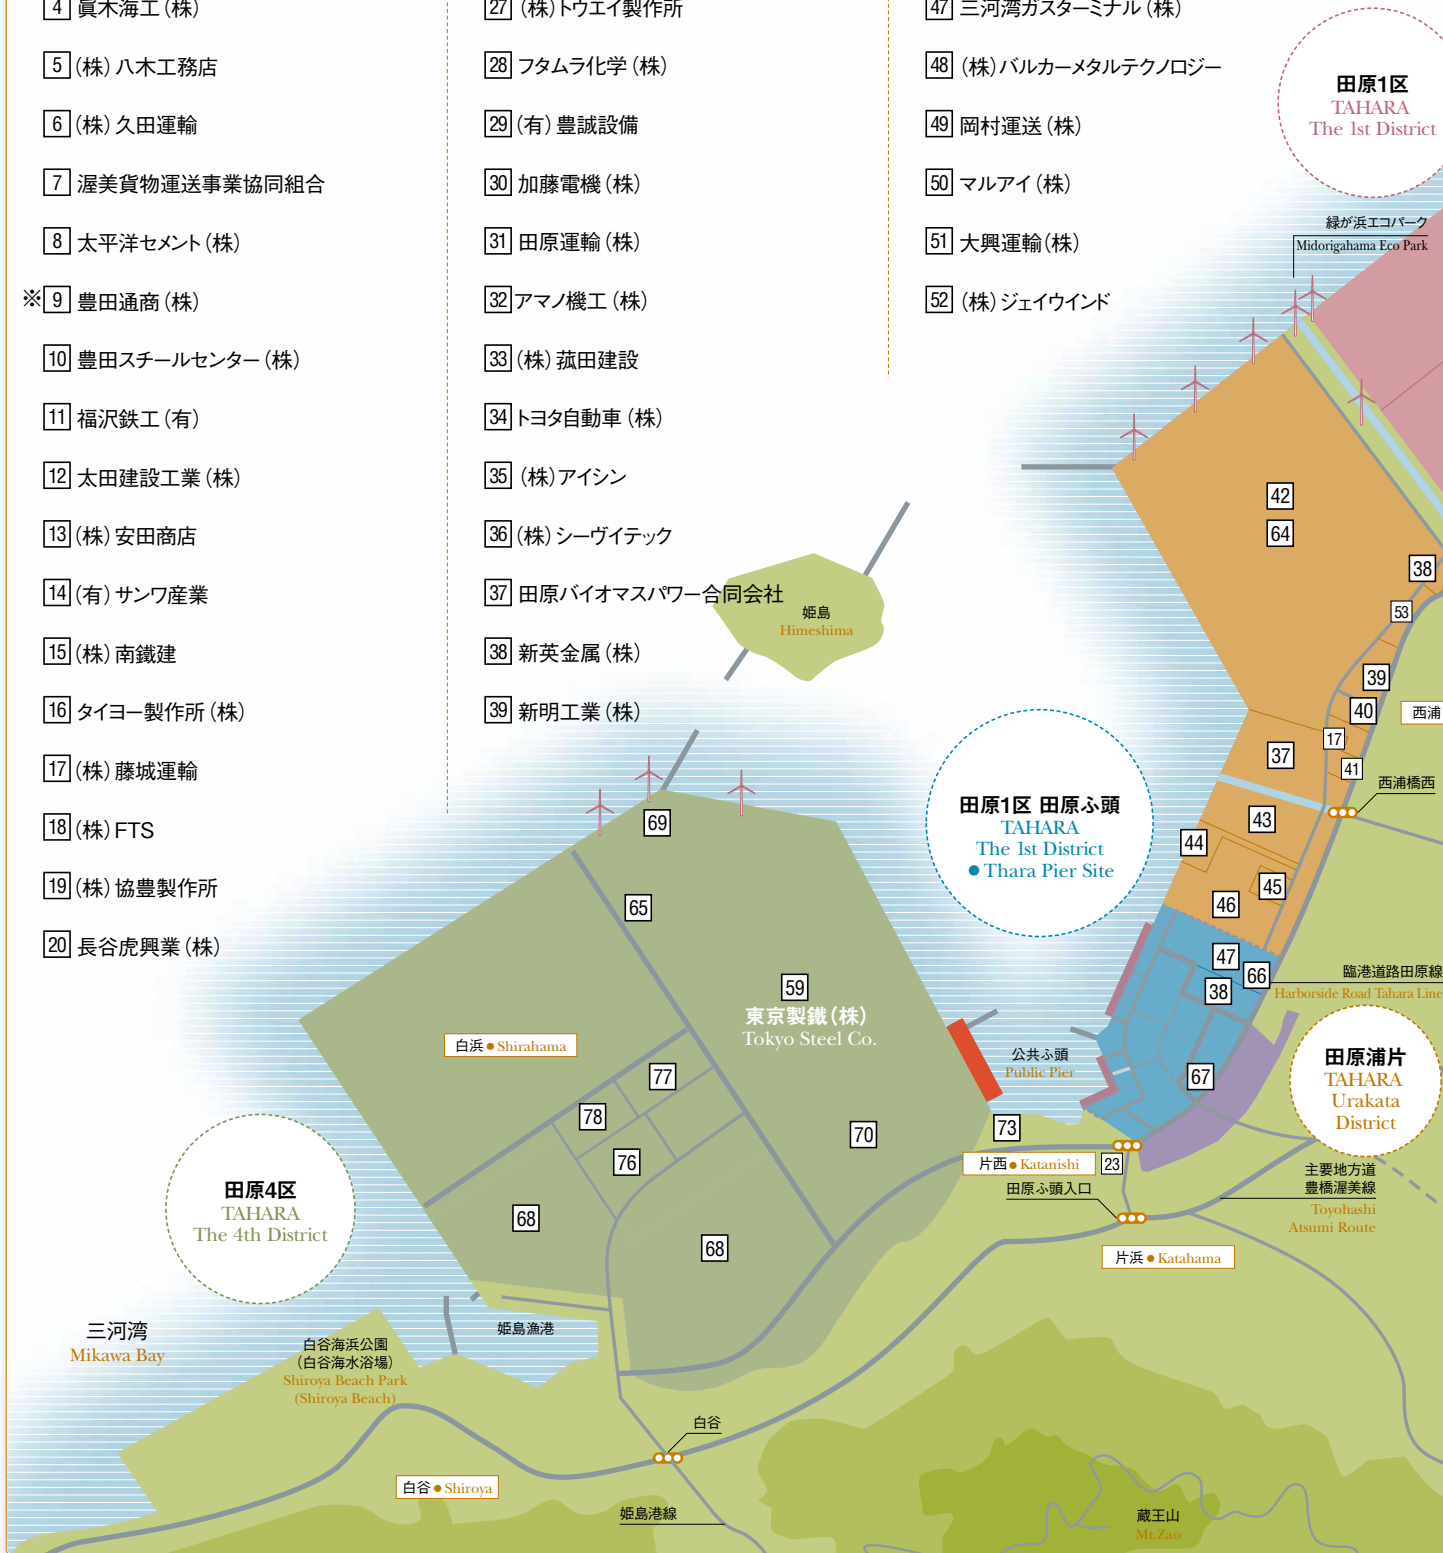 4 眞木海工（株）
5 （株）八木工務店
6 （株）久田運輸
7 渥美貨物運送事業協同組合
8 太平洋セメント（株）
※ 9 豊田通商（株）
10 豊田スチールセンター（株）
11 福沢鉄工（有）
12 太田建設工業（株）
13 （株）安田商店
14 （有）サンワ産業
15 （株）南鐵建
16 タイヨー製作所（株）
17 （株）藤城運輸
18 （株）FTS
19 （株）協豊製作所
20 長谷虎興業（株）
27 （株）トウエイ製作所
28 フタムラ化学（株）
29 （有）豊誠設備
30 加藤電機（株）
31 田原運輸（株）
32 アマノ機工（株）
33 （株）菰田建設
34 トヨタ自動車（株）
35 （株）アイシン
36 （株）シーヴイテック
37 田原バイオマスパワー合同会社
38 新英金属（株）
39 新明工業（株）
47 三河湾ガスターミナル（株）
48 （株）バルカーメタルテクノロジー
49 岡村運送（株）
50 マルアイ（株）
51 大興運輸（株）
52 （株）ジェイウインド
田原1区
TAHARA
The 1st District
緑が浜エコパーク
Midorigahama Eco Park
42
64
38
53
39
40
西浦
17
37
41
西浦橋西
43
44
45
46
姫島
Himeshima
田原1区 田原ふ頭
TAHARA
The 1st District
● Thara Pier Site
47
66
38
臨港道路田原線
Harborside Road Tahara Line
67
田原浦片
TAHARA
Urakata
District
公共ふ頭
Public Pier
69
65
59
東京製鐵（株）
Tokyo Steel Co.
白浜 ● Shirahama
77
78
76
70
73
68
68
片西 ● Katanishi
23
田原ふ頭入口
主要地方道
豊橋渥美線
Toyohashi
Atsumi Route
片浜 ● Katahama
田原4区
TAHARA
The 4th District
三河湾
Mikawa Bay
姫島漁港
白谷海浜公園
（白谷海水浴場）
Shiroya Beach Park
(Shiroya Beach)
白谷
白谷 ● Shiroya
姫島港線
蔵王山
Mt.Zao